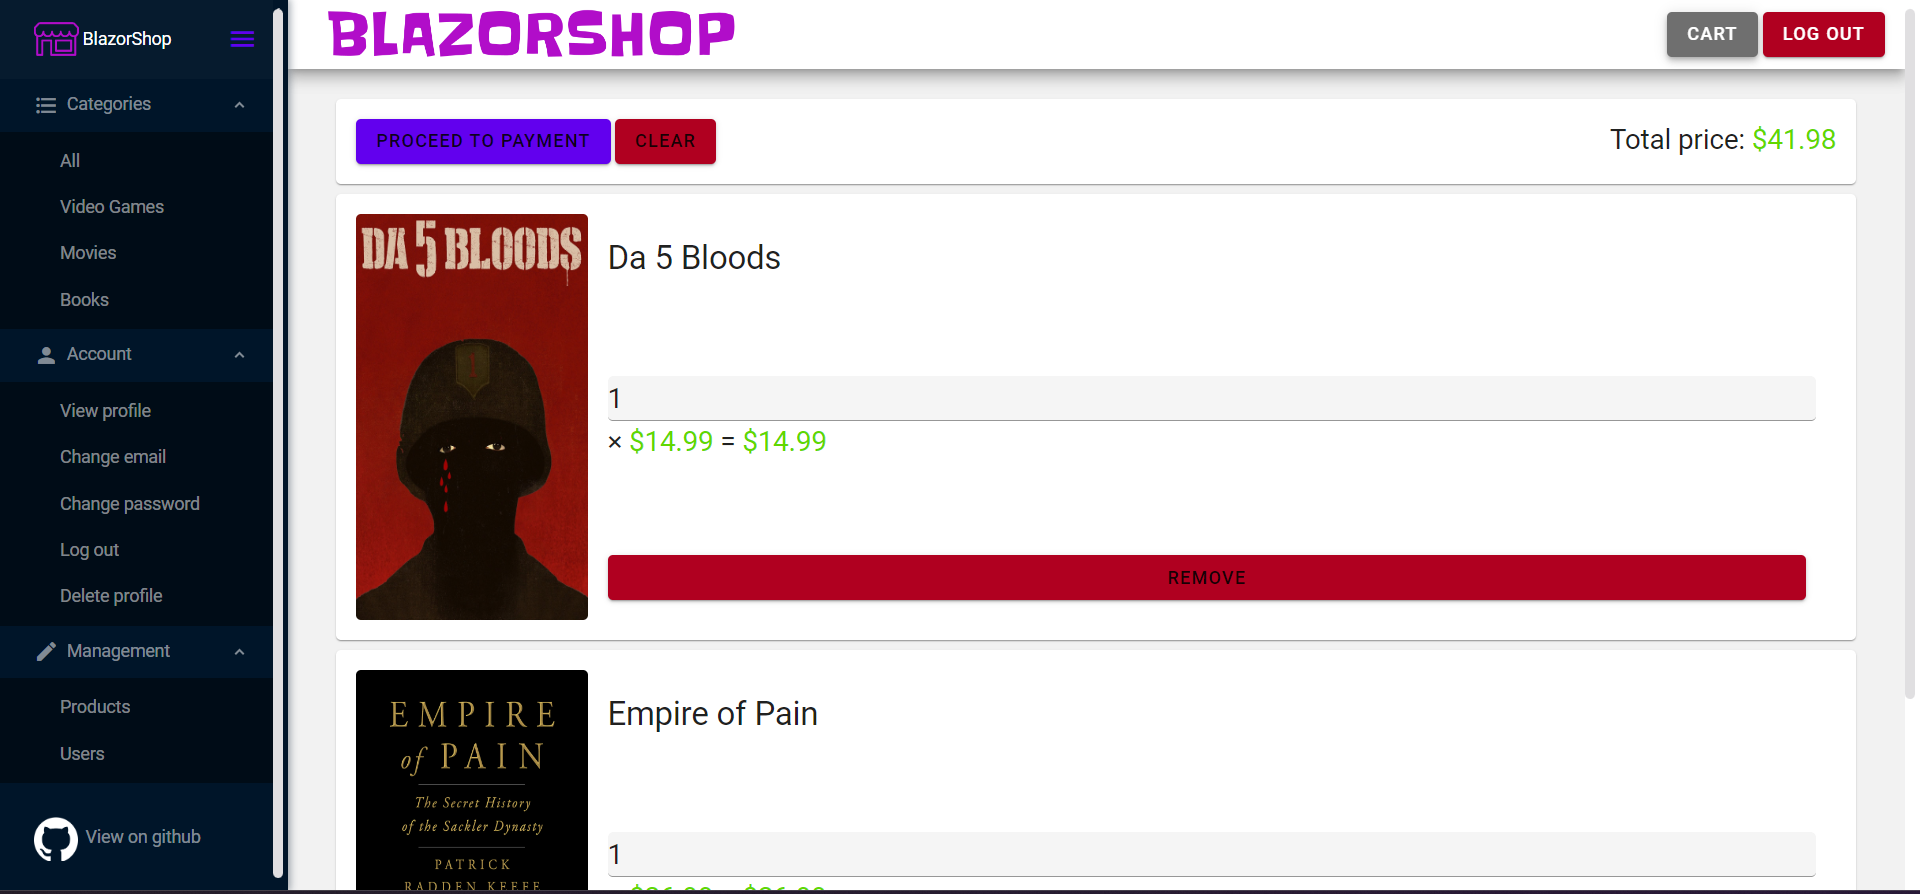 BlazorShop
Categories
All
Video Games
Movies
Books
Account
View profile
Change email
Change password
Log out
Delete profile
Management
Products
Users
View on github
BLAZORSHOP
CART
LOG OUT
PROCEED TO PAYMENT
CLEAR
Total price: $41.98
DA 5 BLOODS
Da 5 Bloods
1
× $14.99 = $14.99
REMOVE
EMPIRE
of PAIN
The Secret History
of the Sackler Dynasty
PATRICK
RADDEN KEEFE
Empire of Pain
1